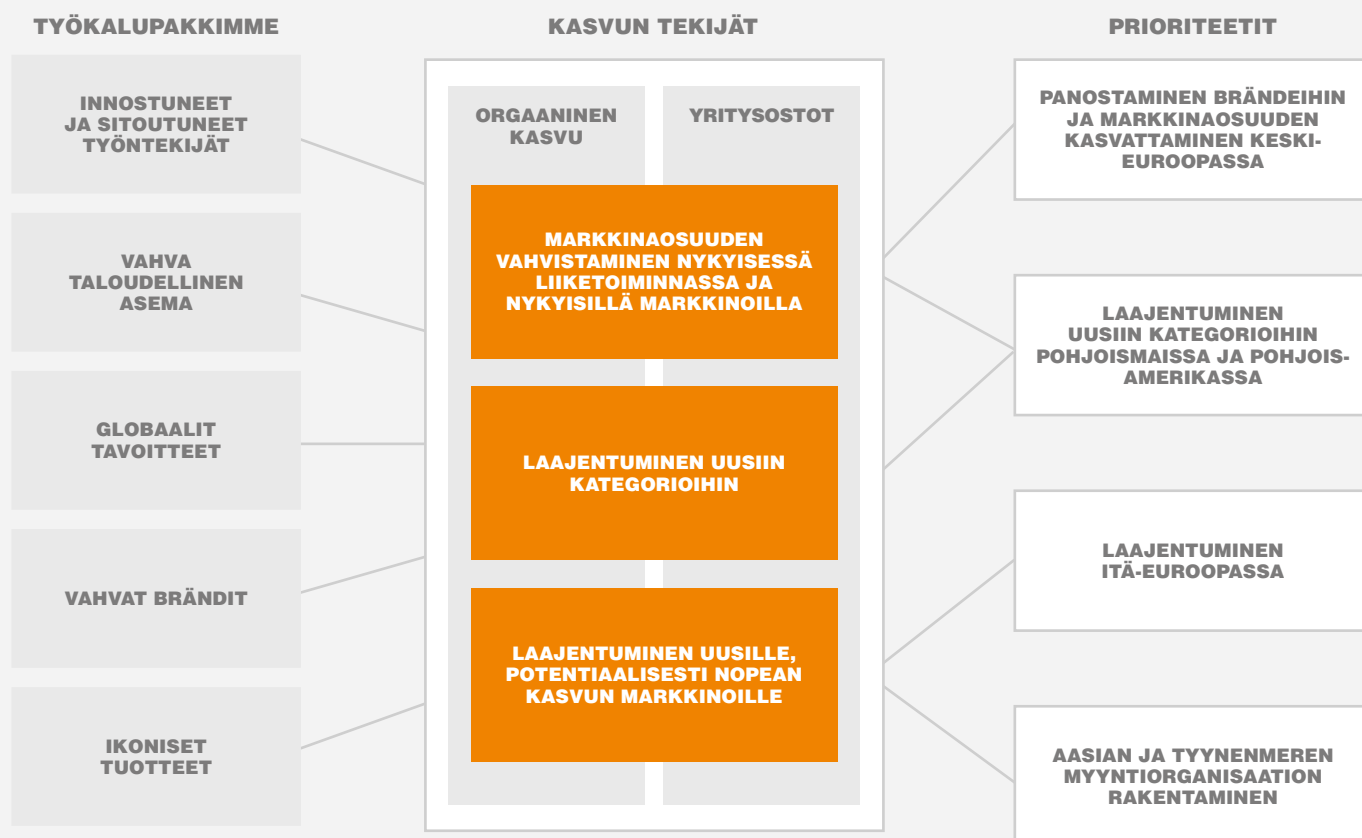 TYÖKALUPAKKIMME
INNOSTUNEET
JA SITOUTUNEET
TYÖNTEKIJÄT
VAHVA
TALOUDELLINEN
ASEMA
GLOBAALIT
TAVOITTEET
VAHVAT BRÄNDIT
IKONISET
TUOTTEET
KASVUN TEKIJÄT
ORGAANINEN
KASVU
YRITYSOSTOT
MARKKINAOSUUDEN
VAHVISTAMINEN NYKYISESSÄ
LIIKETOIMINNASSA JA
NYKYISILLÄ MARKKINOILLA
LAAJENTUMINEN UUSIIN
KATEGORIOIHIN
LAAJENTUMINEN UUSILLE,
POTENTIAALISESTI NOPEAN
KASVUN MARKKINOILLE
PRIORITEETIT
PANOSTAMINEN BRÄNDEIHIN
JA MARKKINAOSUUDEN
KASVATTAMINEN KESKI-
EUROOPASSA
LAAJENTUMINEN
UUSIIN KATEGORIOIHIN
POHJOISMAISSA JA POHJOIS-
AMERIKASSA
LAAJENTUMINEN
ITÄ-EUROOPASSA
AASIAN JA TYYNENMEREN
MYYNTIORGANISAATION
RAKENTAMINEN